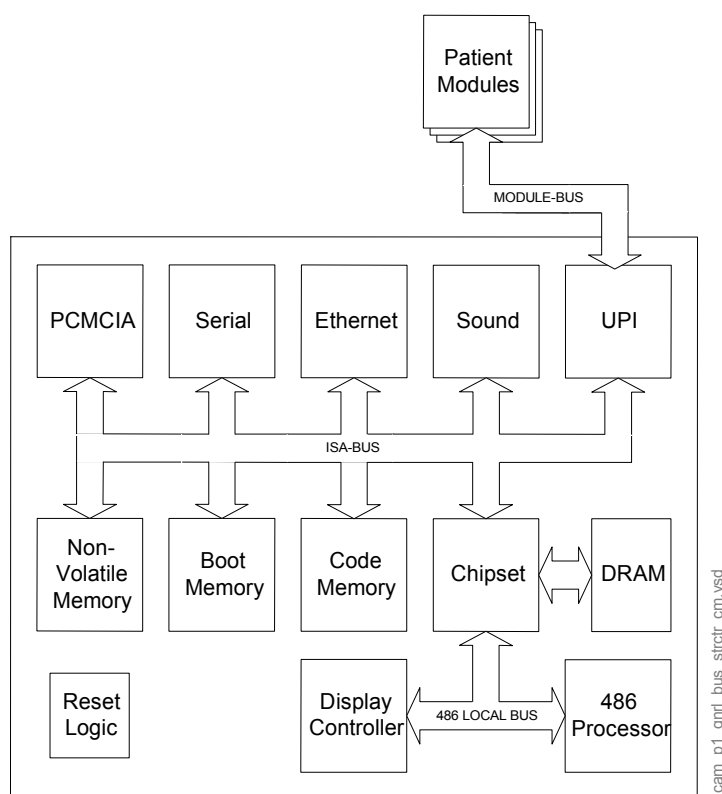 Patient
Modules
MODULE-BUS
PCMCIA
Serial
Ethernet
Sound
UPI
ISA-BUS
Non-
Volatile
Memory
Boot
Memory
Code
Memory
Chipset
DRAM
Reset
Logic
Display
Controller
486 LOCAL BUS
486
Processor
cam_p1_gnrl_bus_strctr_cm.vsd